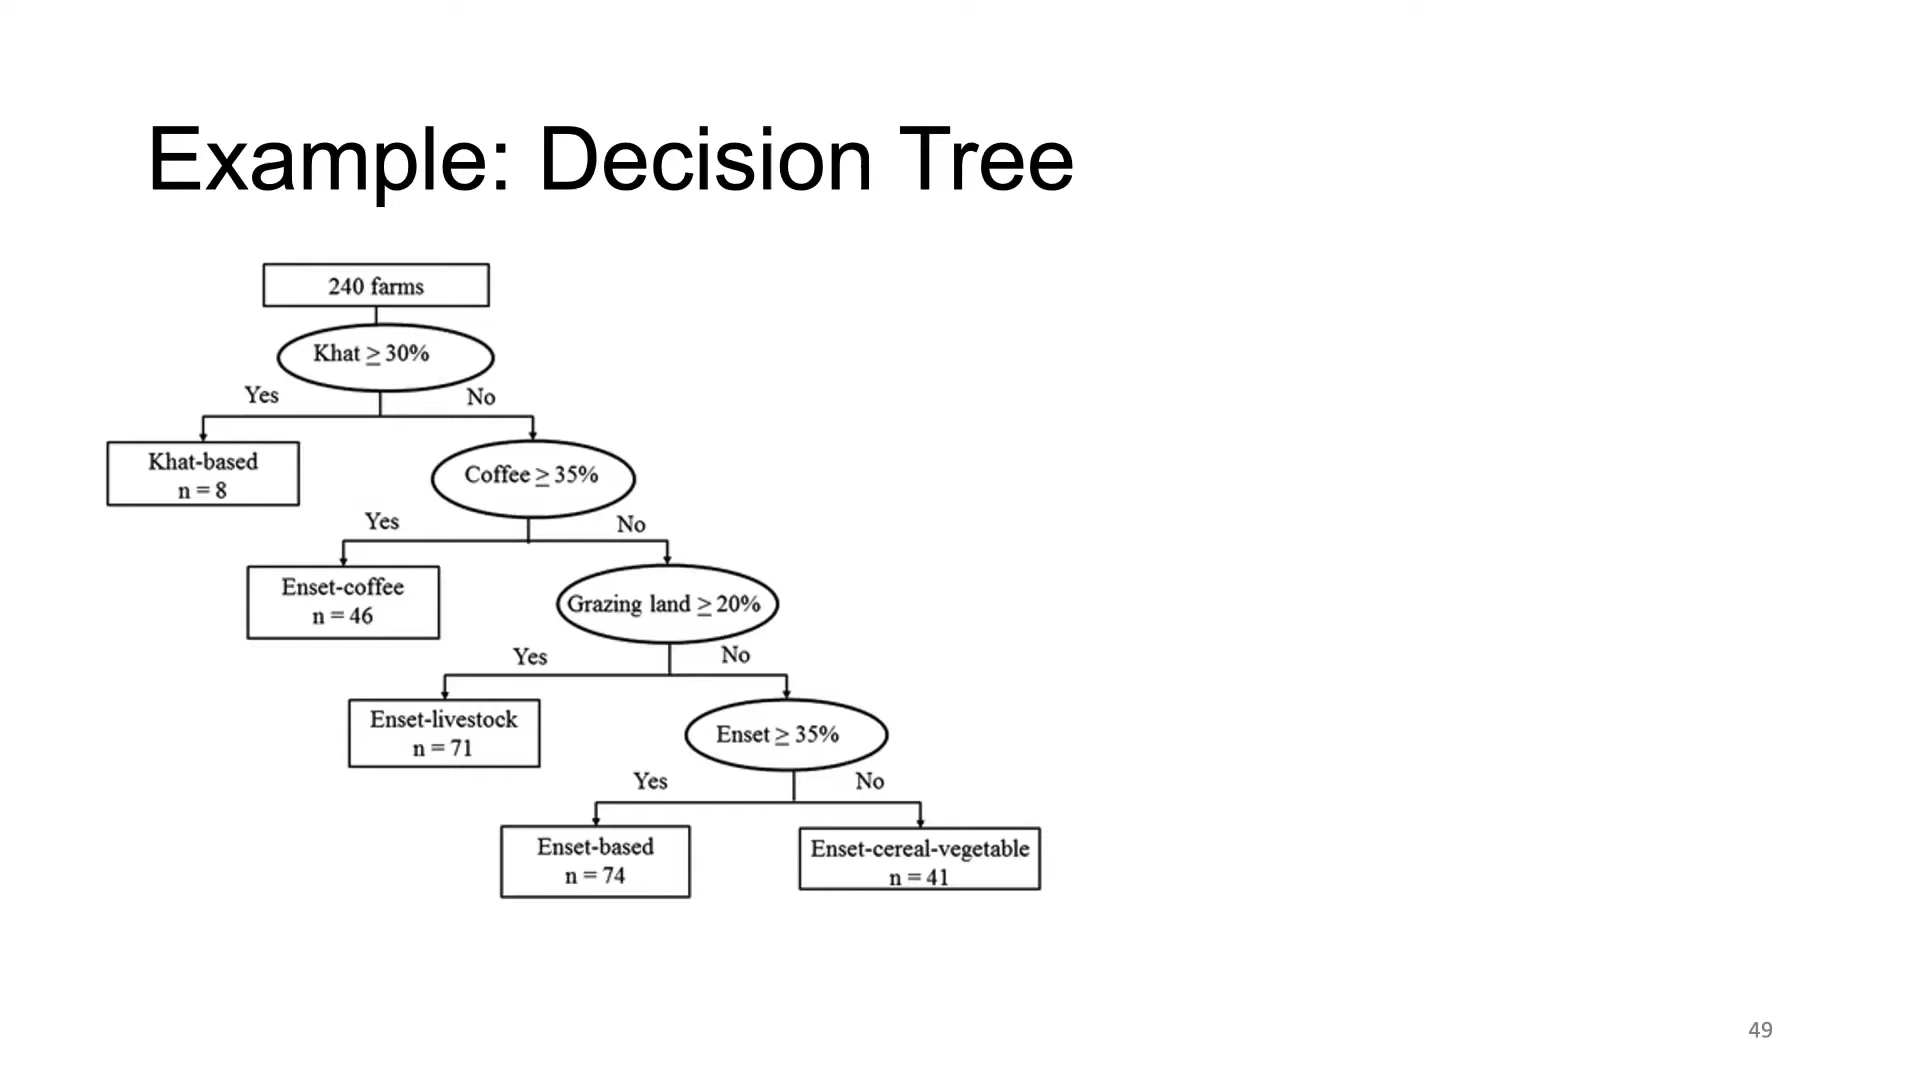 Example: Decision Tree
240 farms
Khat ≥ 30%
Yes
No
Khat-based
n = 8
Coffee ≥ 35%
Yes
No
Enset-coffee
n = 46
Grazing land ≥ 20%
Yes
No
Enset-livestock
n = 71
Enset ≥ 35%
Yes
No
Enset-based
n = 74
Enset-cereal-vegetable
n = 41
49